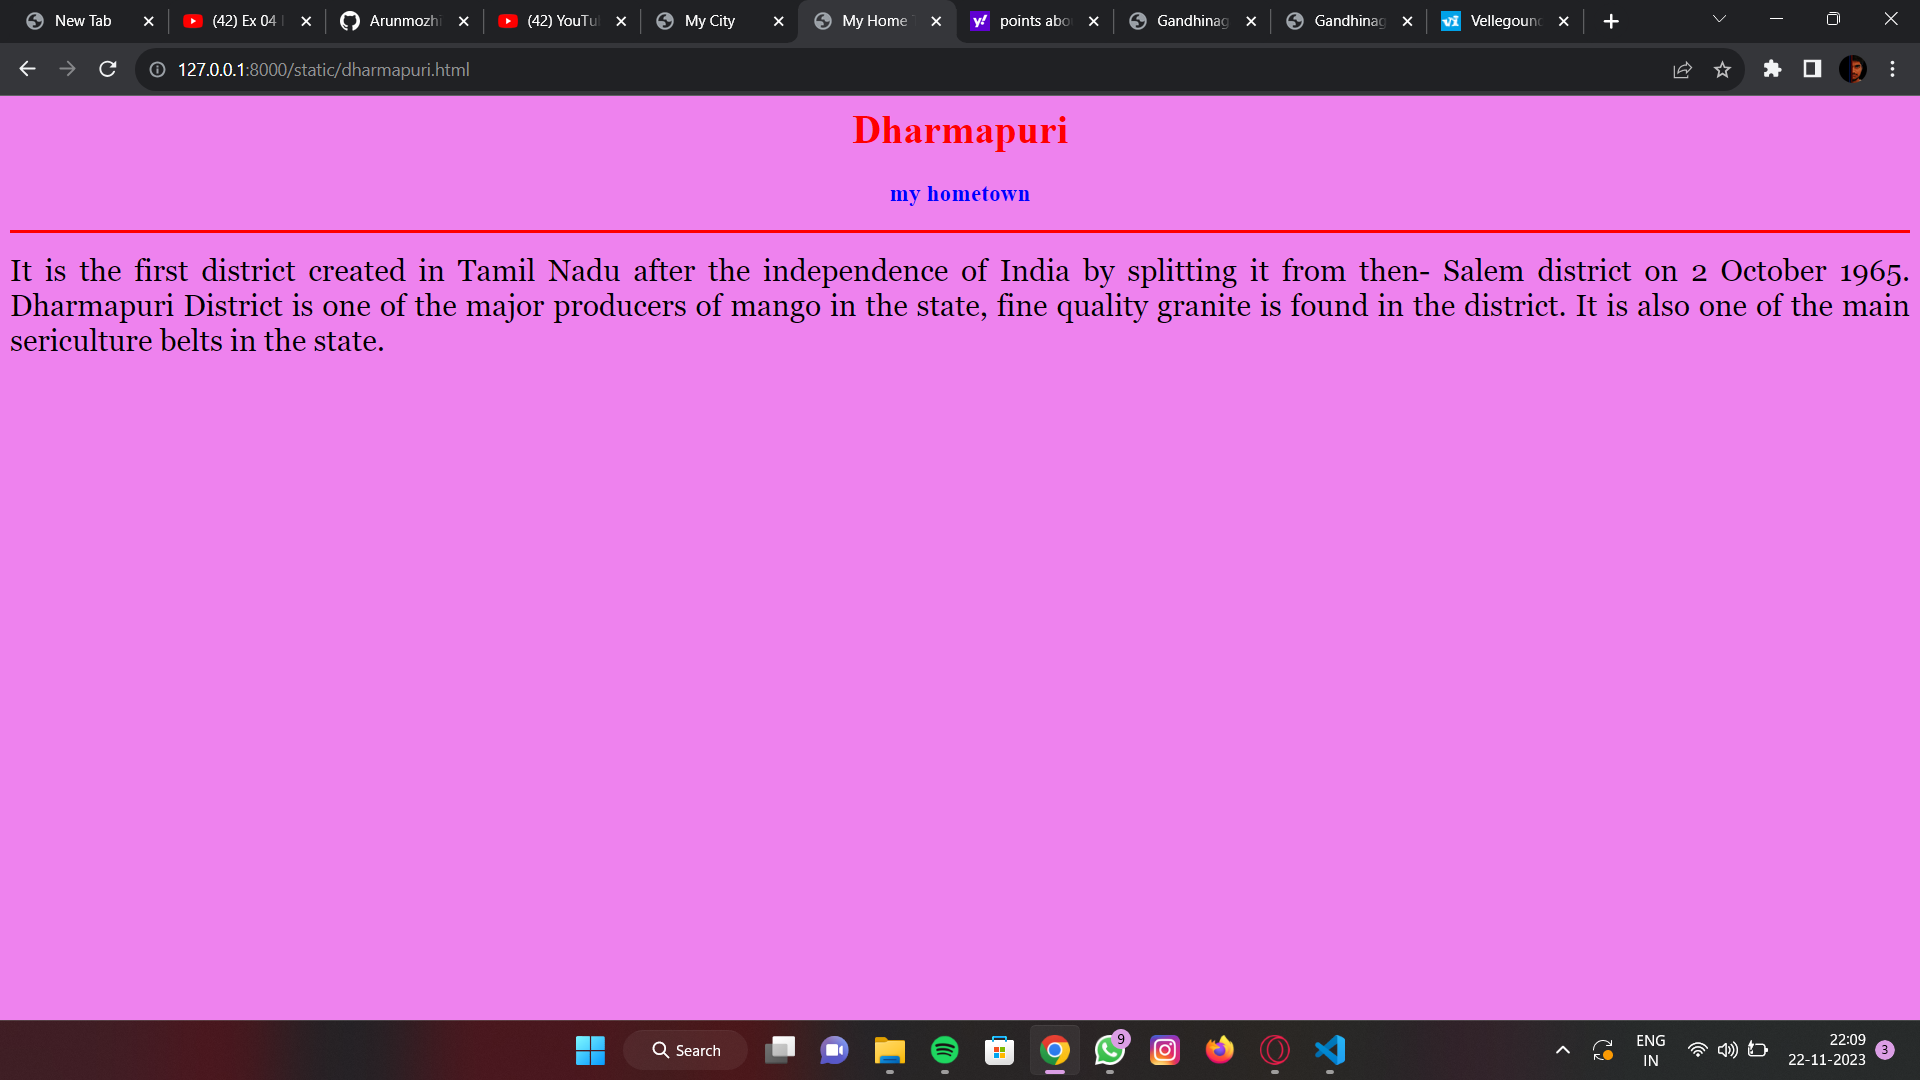 New Tab
(42) Ex 04
Arunmozhi
(42) YouTu
My City
My Home
points abo
Gandhinag
Gandhinag
Vellegoun
127.0.0.1:8000/static/dharmapuri.html
Dharmapuri
my hometown
It is the first district created in Tamil Nadu after the independence of India by splitting it from then- Salem district on 2 October 1965.
Dharmapuri District is one of the major producers of mango in the state, fine quality granite is found in the district. It is also one of the main
sericulture belts in the state.
Search
9
ENG
IN
22:09
22-11-2023
3